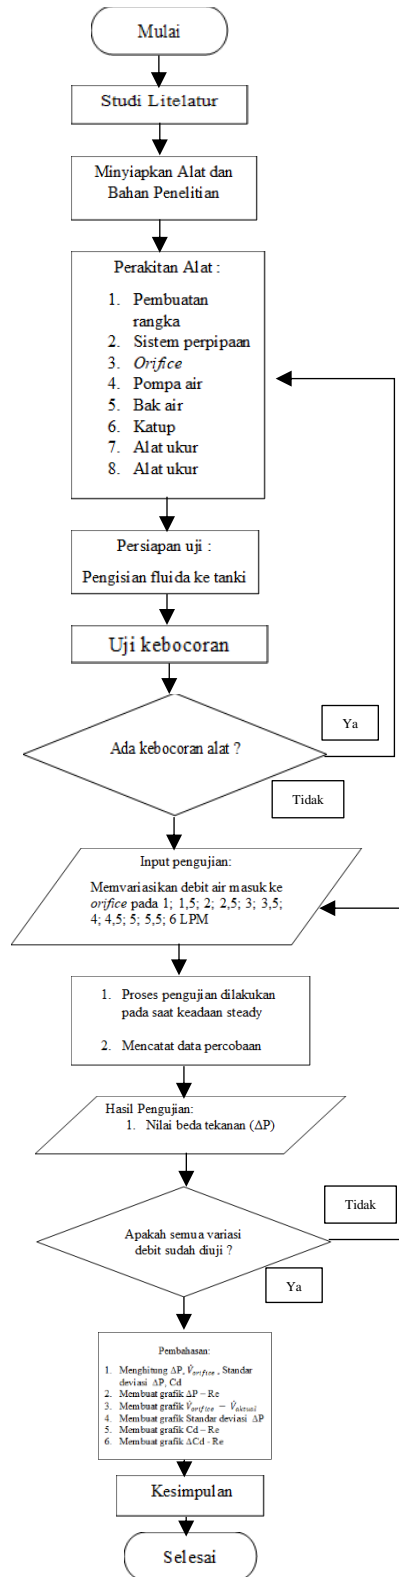 Mulai
Studi Litelatur
Minyiapkan Alat dan
Bahan Penelitian
Perakitan Alat :
1. Pembuatan
rangka
2. Sistem perpipaan
3. Orifice
4. Pompa air
5. Bak air
6. Katup
7. Alat ukur
8. Alat ukur
Persiapan uji :
Pengisian fluida ke tanki
Uji kebocoran
Ya
Ada kebocoran alat ?
Tidak
Input pengujian:
Memvariasikan debit air masuk ke
orifice pada 1; 1,5; 2; 2,5; 3; 3,5;
4; 4,5; 5; 5,5; 6 LPM
1. Proses pengujian dilakukan
pada saat keadaan steady
2. Mencatat data percobaan
Hasil Pengujian:
1. Nilai beda tekanan (ΔP)
Tidak
Apakah semua variasi
debit sudah diuji ?
Ya
Pembahasan:
1. Menghitung ΔP, V̇orifice , Standar
deviasi ΔP, Cd
2. Membuat grafik ΔP – Re
3. Membuat grafik V̇orifice − V̇aktual
4. Membuat grafik Standar deviasi ΔP
5. Membuat grafik Cd – Re
6. Membuat grafik ΔCd - Re
Kesimpulan
Selesai